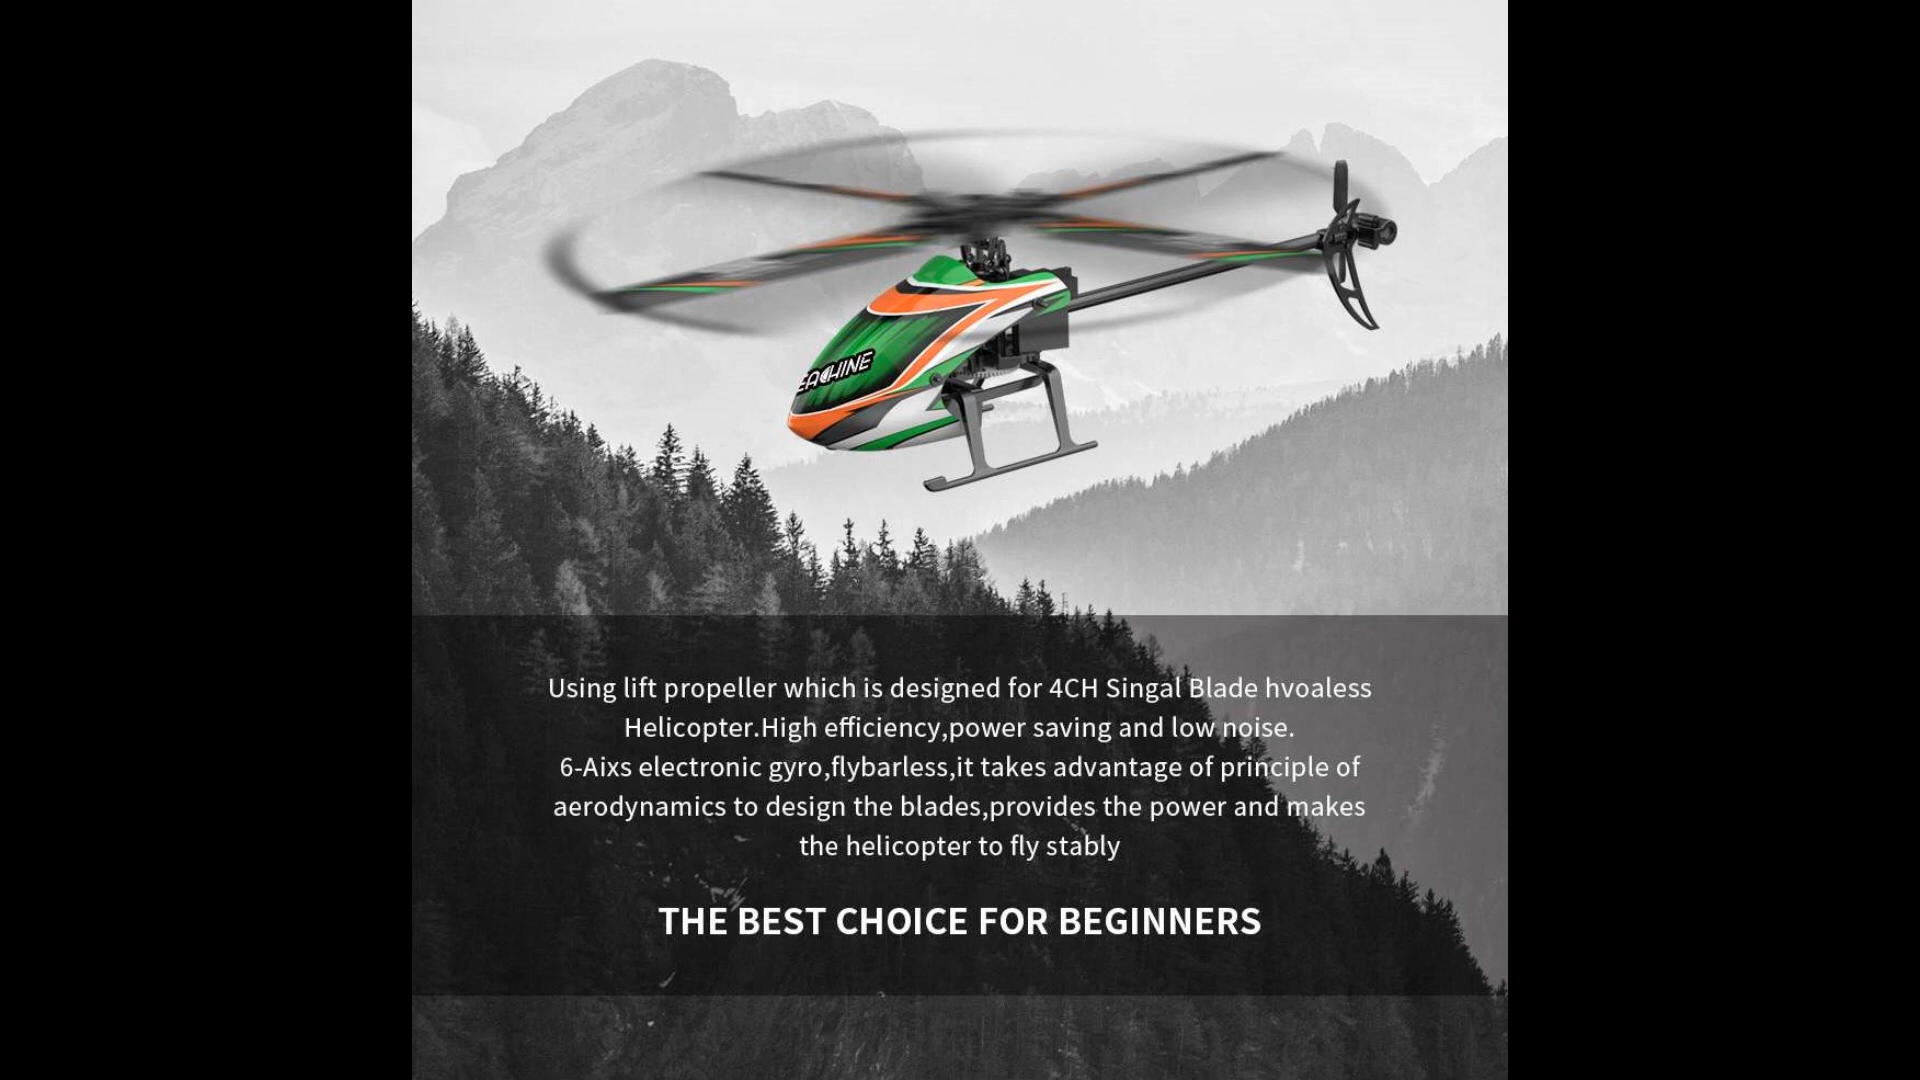 EACHINE
Using lift propeller which is designed for 4CH Singal Blade hvoaless
Helicopter.High efficiency,power saving and low noise.
6-Aixs electronic gyro,flybarless,it takes advantage of principle of
aerodynamics to design the blades,provides the power and makes
the helicopter to fly stably
THE BEST CHOICE FOR BEGINNERS